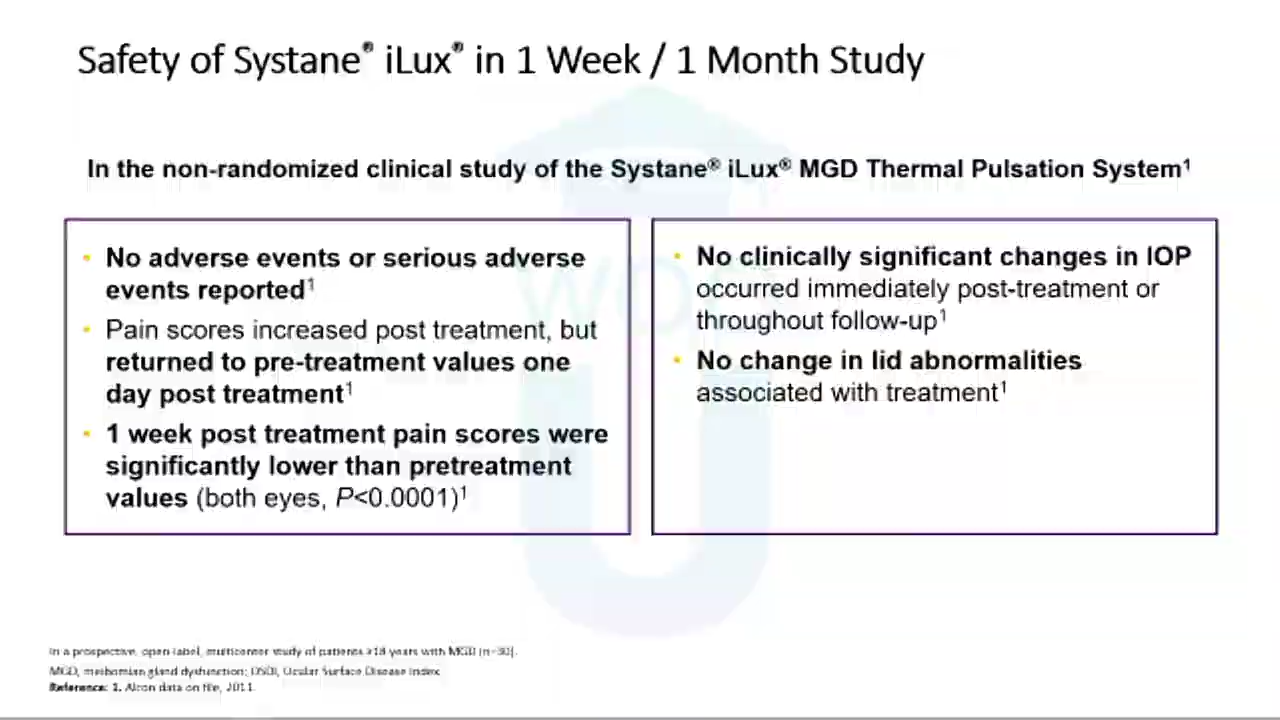 Safety of Systane® iLux® in 1 Week / 1 Month Study
In the non-randomized clinical study of the Systane® iLux® MGD Thermal Pulsation System¹
• No adverse events or serious adverse
events reported¹
• Pain scores increased post treatment, but
returned to pre-treatment values one
day post treatment¹
• 1 week post treatment pain scores were
significantly lower than pretreatment
values (both eyes, P<0.0001)¹
• No clinically significant changes in IOP
occurred immediately post-treatment or
throughout follow-up¹
• No change in lid abnormalities
associated with treatment¹
In a prospective, open-label, multicenter study of patients ≥18 years with MGD (n=30).
MGD, meibomian gland dysfunction; OSDI, Ocular Surface Disease Index.
Reference: 1. Alcon data on file,